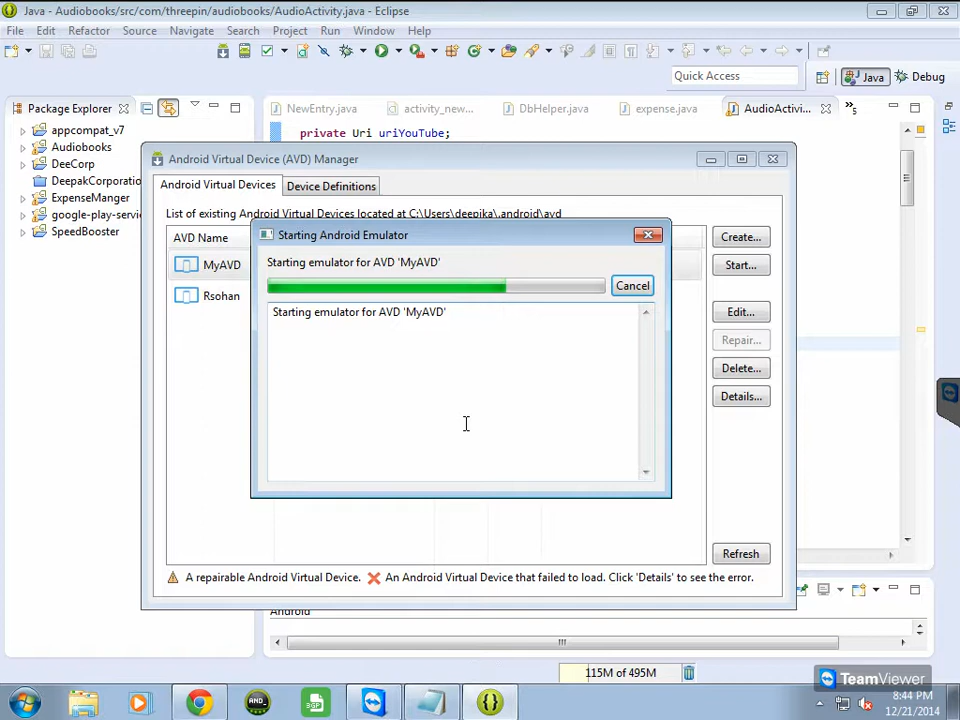 Java - Audiobooks/src/com/threepin/audiobooks/AudioActivity.java - Eclipse
File Edit Refactor Source Navigate Search Project Run Window Help
Quick Access
Java
Debug
Package Explorer
NewEntry.java
activity_new...
DbHelper.java
expense.java
AudioActivi...
»5
private Uri uriYouTube;
appcompat_v7
Audiobooks
DeeCorp
DeepakCorporatio
ExpenseManger
google-play-servic
SpeedBooster
Android Virtual Device (AVD) Manager
Android Virtual Devices
Device Definitions
List of existing Android Virtual Devices located at C:\Users\deepika\.android\avd
AVD Name
MyAVD
Rsohan
Create...
Start...
Edit...
Repair...
Delete...
Details...
Refresh
Starting Android Emulator
Starting emulator for AVD 'MyAVD'
Cancel
Starting emulator for AVD 'MyAVD'
A repairable Android Virtual Device.
An Android Virtual Device that failed to load. Click 'Details' to see the error.
Android
115M of 495M
TeamViewer
8:44 PM
12/21/2014